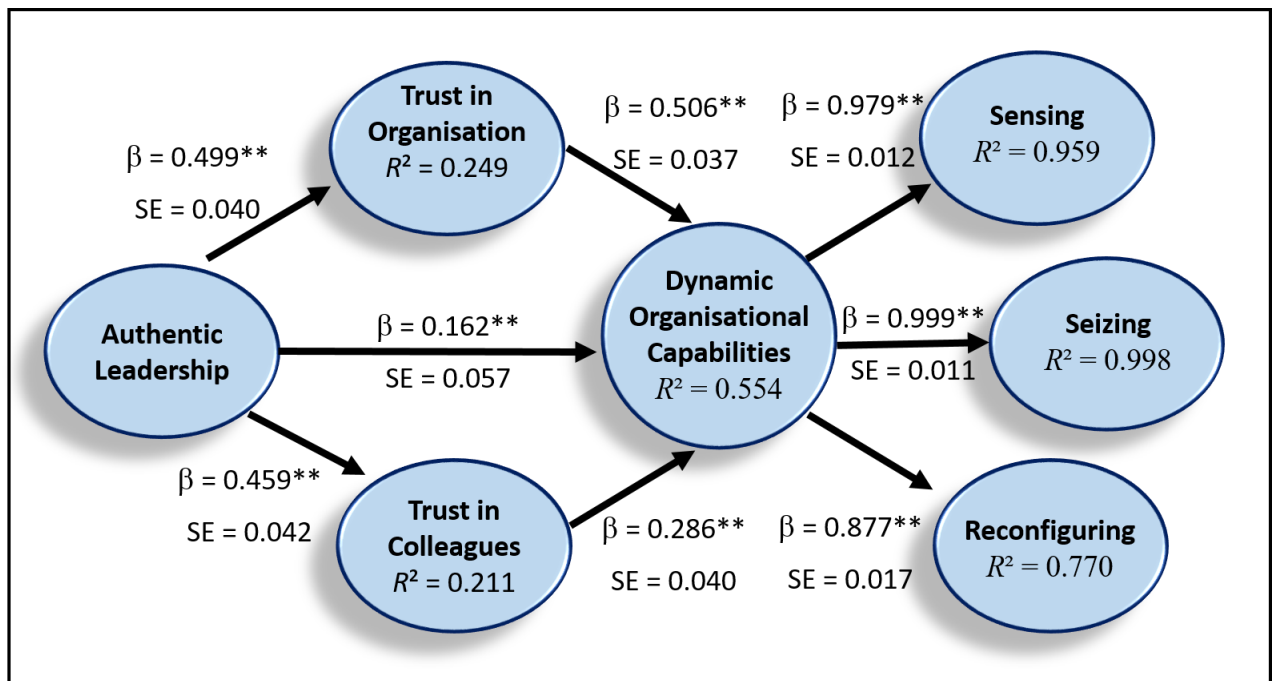 Trust in
Organisation
R² = 0.249
β = 0.506**
SE = 0.037
β = 0.979**
SE = 0.012
Sensing
R² = 0.959
β = 0.499**
SE = 0.040
Authentic
Leadership
β = 0.162**
SE = 0.057
Dynamic
Organisational
Capabilities
R² = 0.554
β = 0.999**
SE = 0.011
Seizing
R² = 0.998
β = 0.459**
SE = 0.042
Trust in
Colleagues
R² = 0.211
β = 0.286**
SE = 0.040
β = 0.877**
SE = 0.017
Reconfiguring
R² = 0.770